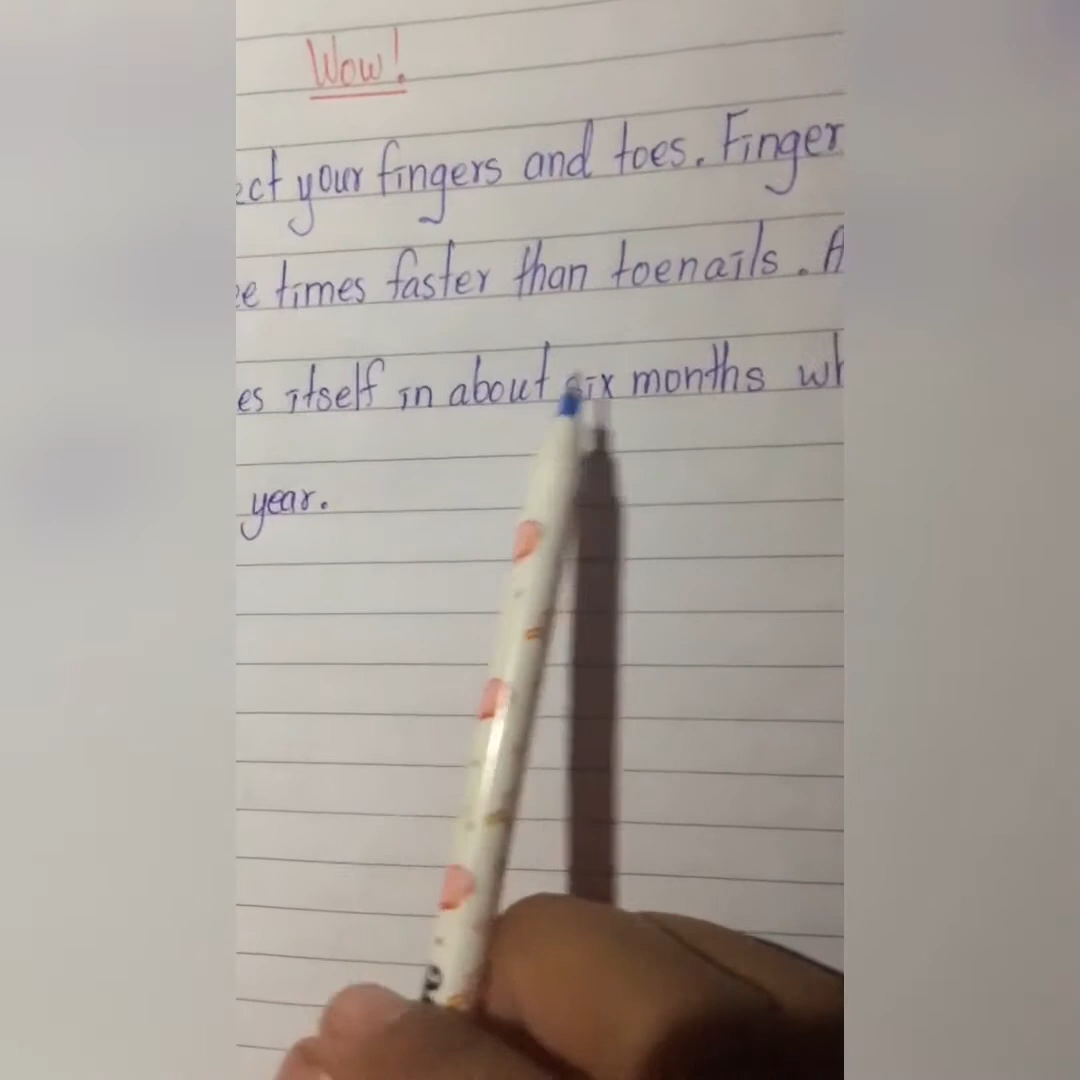 Wow!
ect your fingers and toes. Finger
ee times faster than toenails. A
es itself in about six months wh
year.